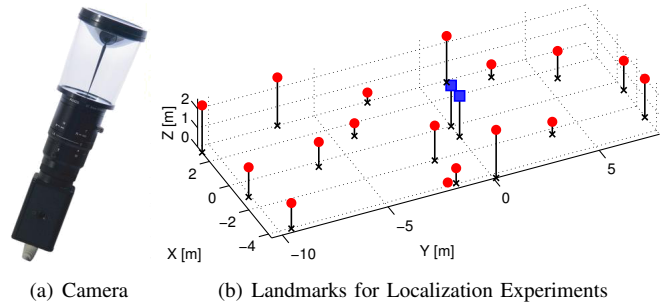 2
1
0
Z [m]
2
0
−2
−4
X [m]
−10
−5
0
5
Y [m]
(a) Camera
(b) Landmarks for Localization Experiments